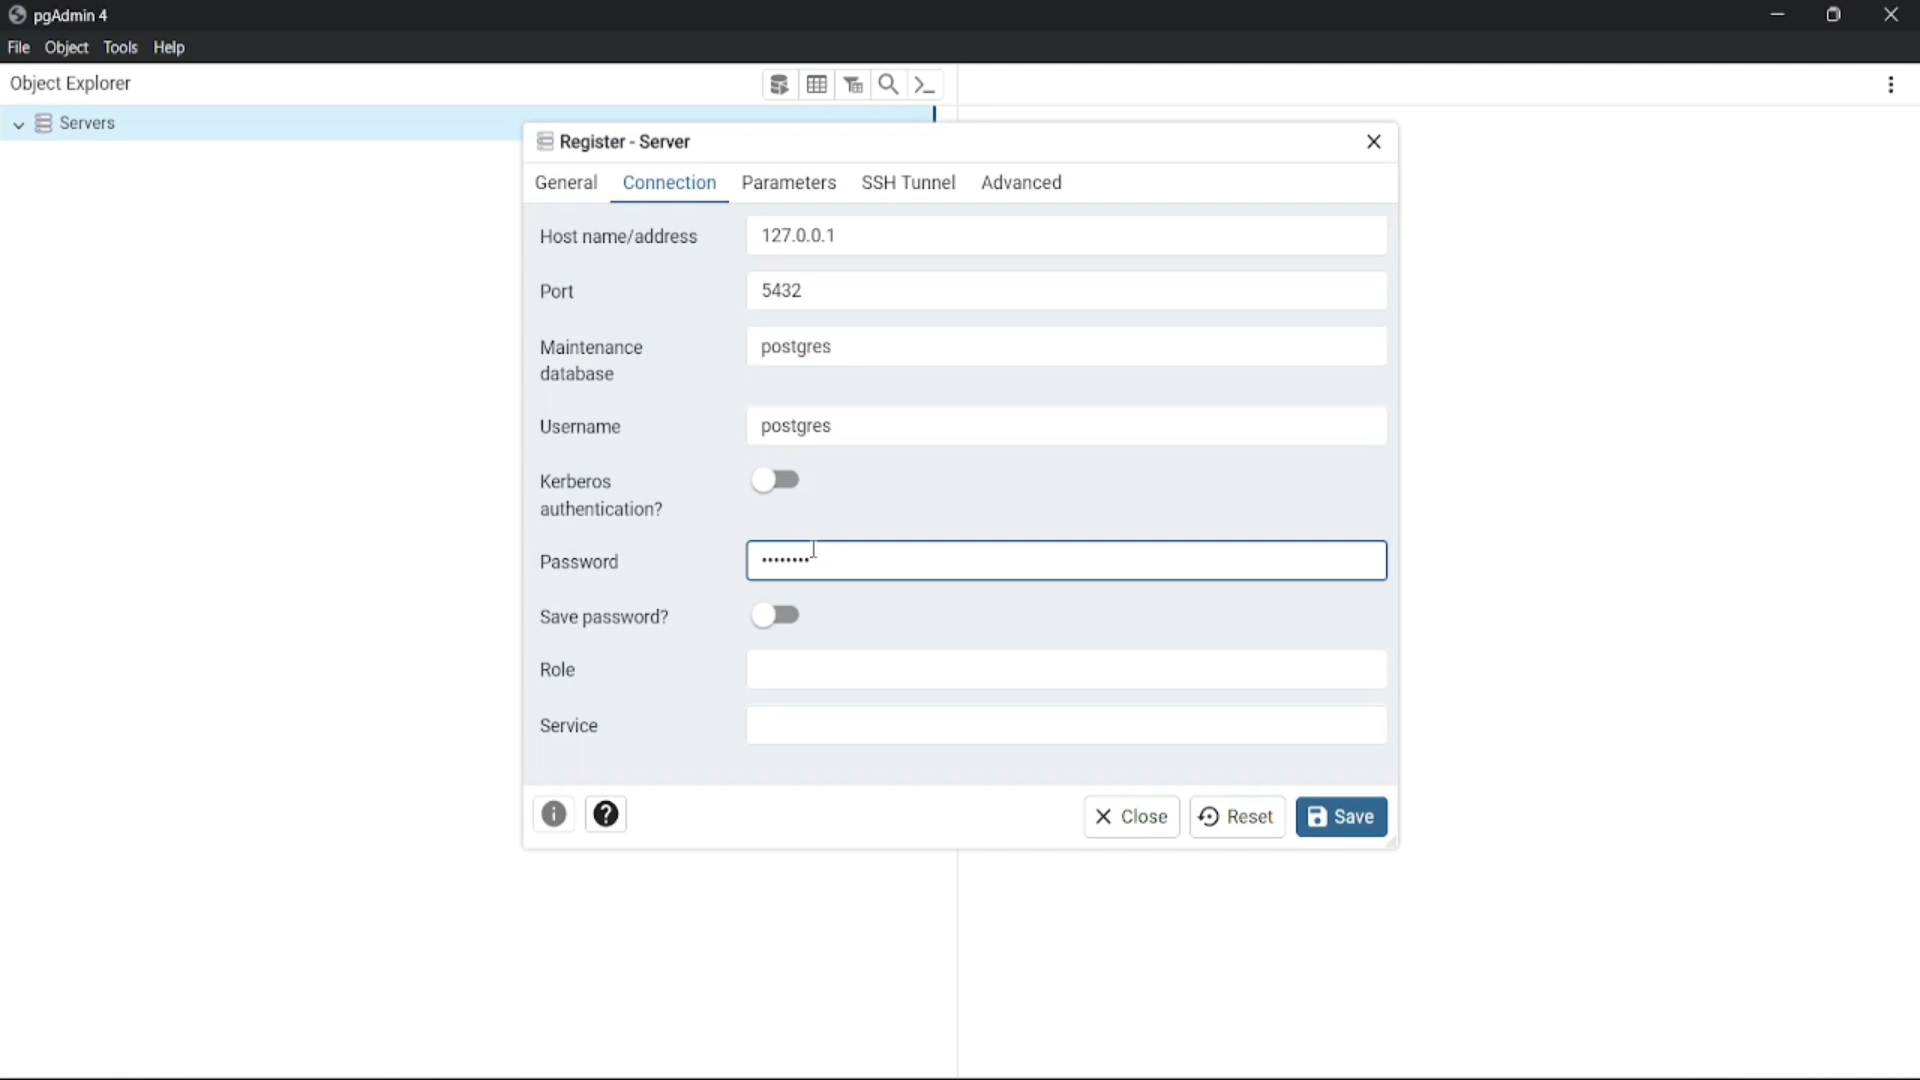 pgAdmin 4
File Object Tools Help
Object Explorer
Servers
Register - Server
General Connection Parameters SSH Tunnel Advanced
Host name/address 127.0.0.1
Port 5432
Maintenance database postgres
Username postgres
Kerberos authentication?
Password ••••••••
Save password?
Role
Service
Close Reset Save